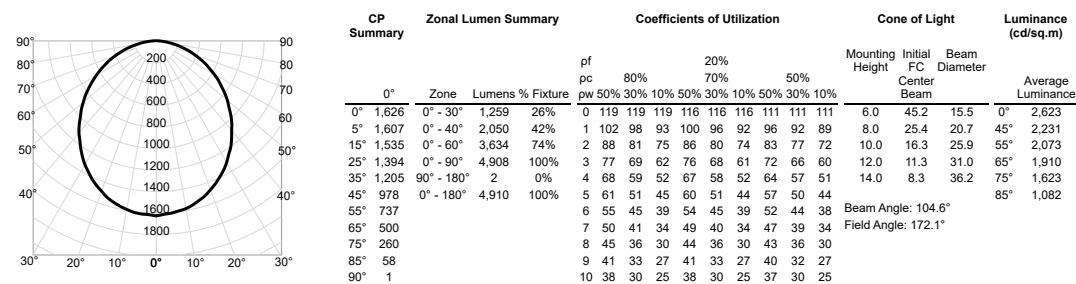 CP Summary
0°
0° 1,626
5° 1,607
15° 1,535
25° 1,394
35° 1,205
45° 978
55° 737
65° 500
75° 260
85° 58
90° 1
Zonal Lumen Summary
Zone Lumens % Fixture
0° - 30° 1,259 26%
0° - 40° 2,050 42%
0° - 60° 3,634 74%
0° - 90° 4,908 100%
90° - 180° 2 0%
0° - 180° 4,910 100%
Coefficients of Utilization
ρf 20%
ρc 80% 70% 50%
ρw 50% 30% 10% 50% 30% 10% 50% 30% 10%
0 119 119 119 116 116 116 111 111 111
1 102 98 93 100 96 92 96 92 89
2 88 81 75 86 80 74 83 77 72
3 77 69 62 76 68 61 72 66 60
4 68 59 52 67 58 52 64 57 51
5 61 51 45 60 51 44 57 50 44
6 55 45 39 54 45 39 52 44 38
7 50 41 34 49 40 34 47 39 34
8 45 36 30 44 36 30 43 36 30
9 41 33 27 41 33 27 40 32 27
10 38 30 25 38 30 25 37 30 25
Cone of Light
Mounting Height Initial FC Center Beam Beam Diameter
6.0 45.2 15.5
8.0 25.4 20.7
10.0 16.3 25.9
12.0 11.3 31.0
14.0 8.3 36.2
Beam Angle: 104.6°
Field Angle: 172.1°
Luminance
(cd/sq.m)
Average
Luminance
0° 2,623
45° 2,231
55° 2,073
65° 1,910
75° 1,623
85° 1,082
90° 90
80° 200 80
70° 400 70
600
60° 800 60°
1000
50° 1200 50°
1400
40° 1600 40°
1800
30° 20° 10° 0° 10° 20° 30°